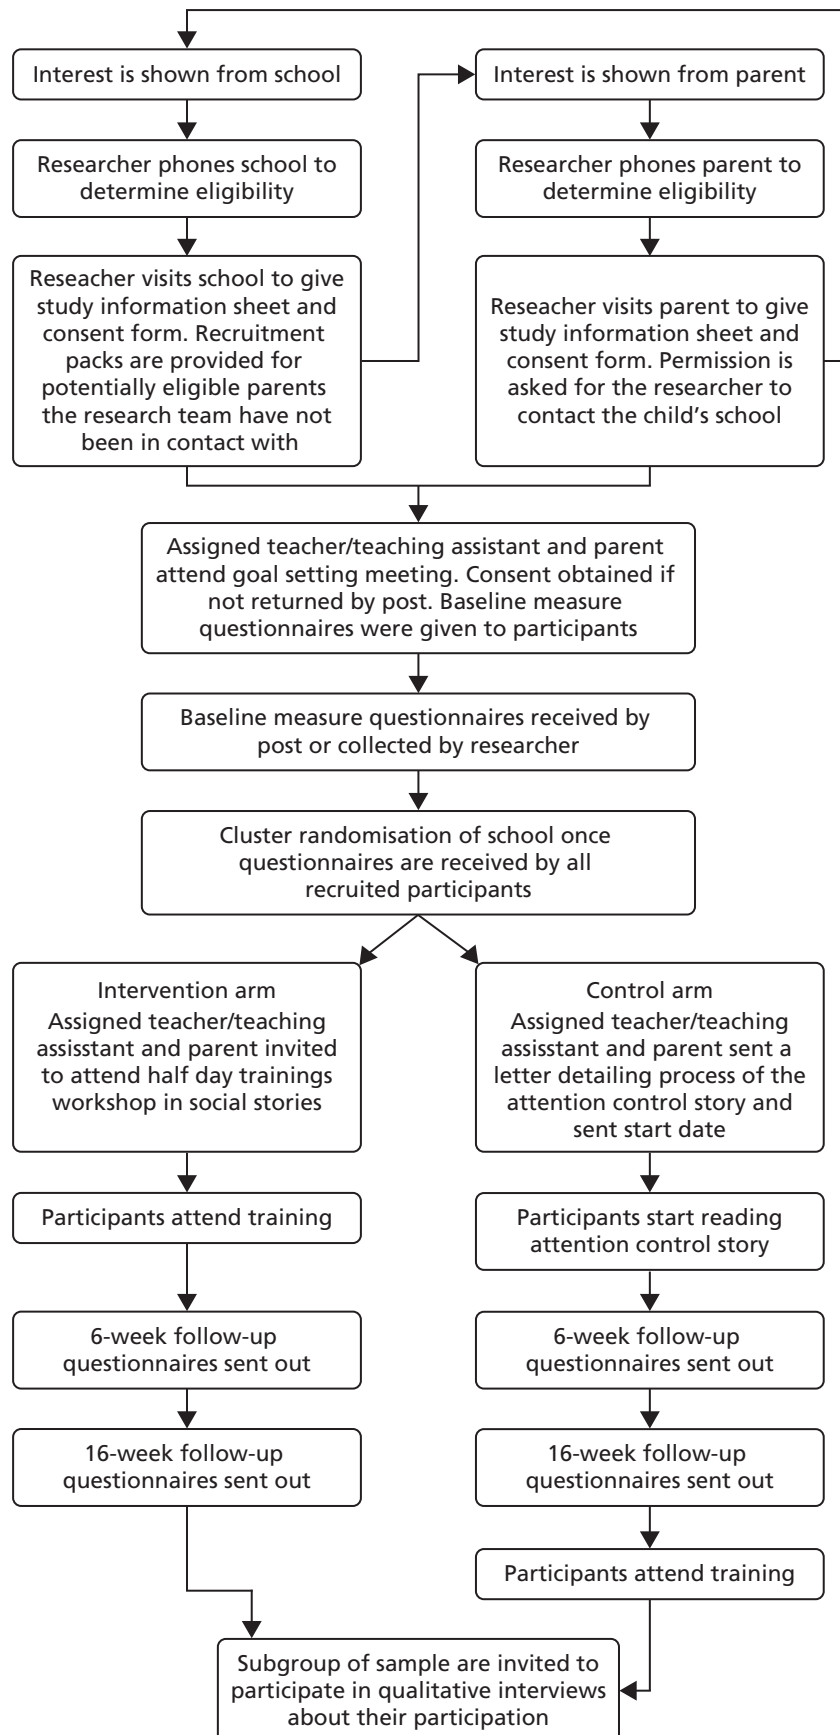 Interest is shown from school
Interest is shown from parent
Researcher phones school to
determine eligibility
Researcher phones parent to
determine eligibility
Reseacher visits school to give
study information sheet and
consent form. Recruitment
packs are provided for
potentially eligible parents
the research team have not
been in contact with
Reseacher visits parent to give
study information sheet and
consent form. Permission is
asked for the researcher to
contact the child’s school
Assigned teacher/teaching assistant and parent
attend goal setting meeting. Consent obtained if
not returned by post. Baseline measure
questionnaires were given to participants
Baseline measure questionnaires received by
post or collected by researcher
Cluster randomisation of school once
questionnaires are received by all
recruited participants
Intervention arm
Assigned teacher/teaching
assisstant and parent invited
to attend half day trainings
workshop in social stories
Control arm
Assigned teacher/teaching
assisstant and parent sent a
letter detailing process of the
attention control story and
sent start date
Participants attend training
Participants start reading
attention control story
6-week follow-up
questionnaires sent out
6-week follow-up
questionnaires sent out
16-week follow-up
questionnaires sent out
16-week follow-up
questionnaires sent out
Participants attend training
Subgroup of sample are invited to
participate in qualitative interviews
about their participation